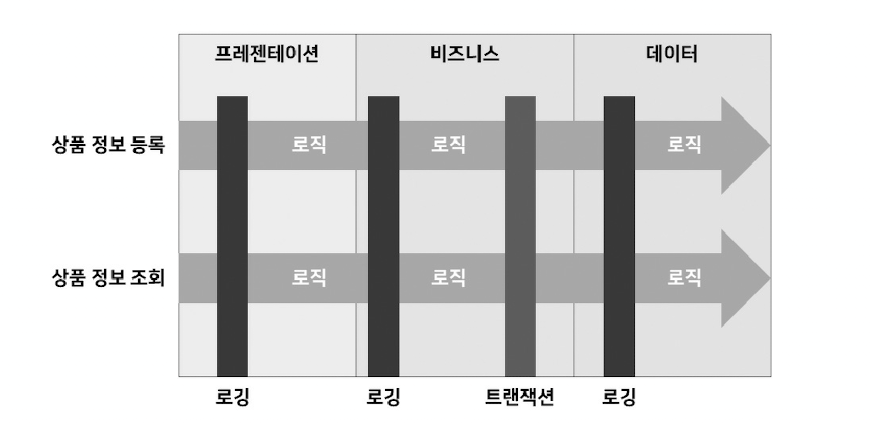 프레젠테이션 비즈니스 데이터
상품 정보 등록 로직 로직 로직
상품 정보 조회 로직 로직 로직
로깅 로깅 트랜잭션 로깅